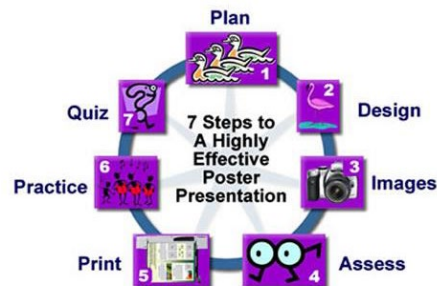 Plan
1
2
Design
3
Images
4
Assess
5
Print
6
Practice
7
Quiz
7 Steps to
A Highly
Effective
Poster
Presentation